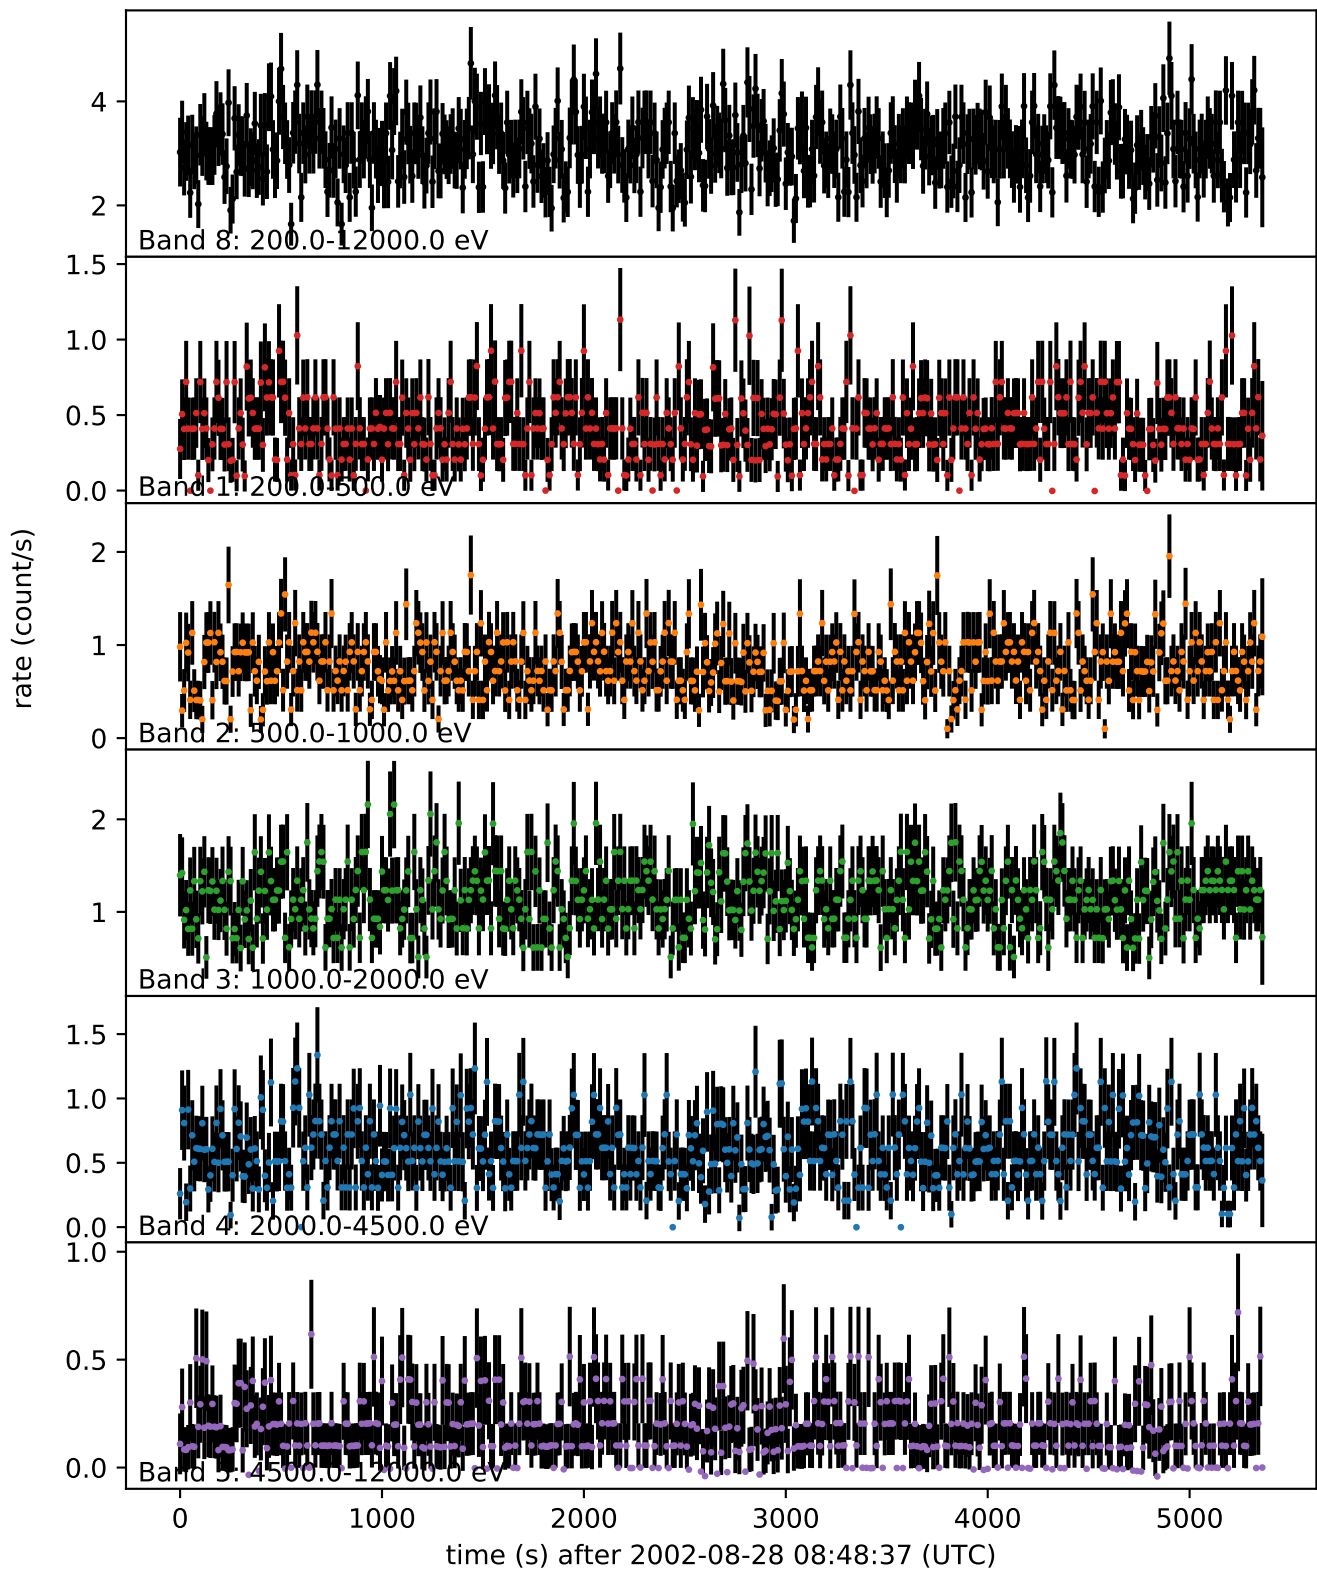 4
2
Band 8: 200.0-12000.0 eV
1.5
1.0
0.5
0.0
Band 1: 200.0-500.0 eV
rate (count/s)
2
1
0
Band 2: 500.0-1000.0 eV
2
1
Band 3: 1000.0-2000.0 eV
1.5
1.0
0.5
0.0
Band 4: 2000.0-4500.0 eV
1.0
0.5
0.0
Band 5: 4500.0-12000.0 eV
0 1000 2000 3000 4000 5000
time (s) after 2002-08-28 08:48:37 (UTC)